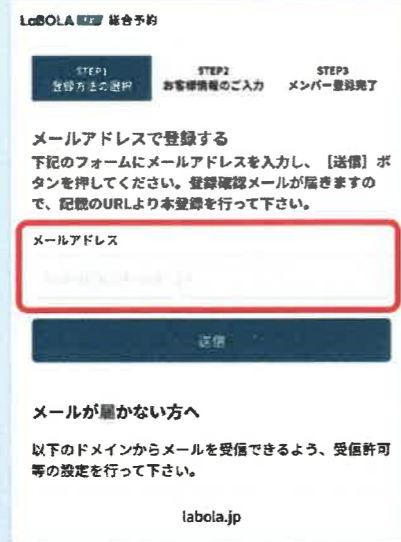 LaBOLA 総合予約
STEP1
登録方法の選択
STEP2
お客様情報のご入力
STEP3
メンバー登録完了
メールアドレスで登録する
下記のフォームにメールアドレスを入力し、［送信］ボ
タンを押してください。登録確認メールが届きますの
で、記載のURLより本登録を行って下さい。
メールアドレス
送信
メールが届かない方へ
以下のドメインからメールを受信できるよう、受信許可
等の設定を行って下さい。
labola.jp